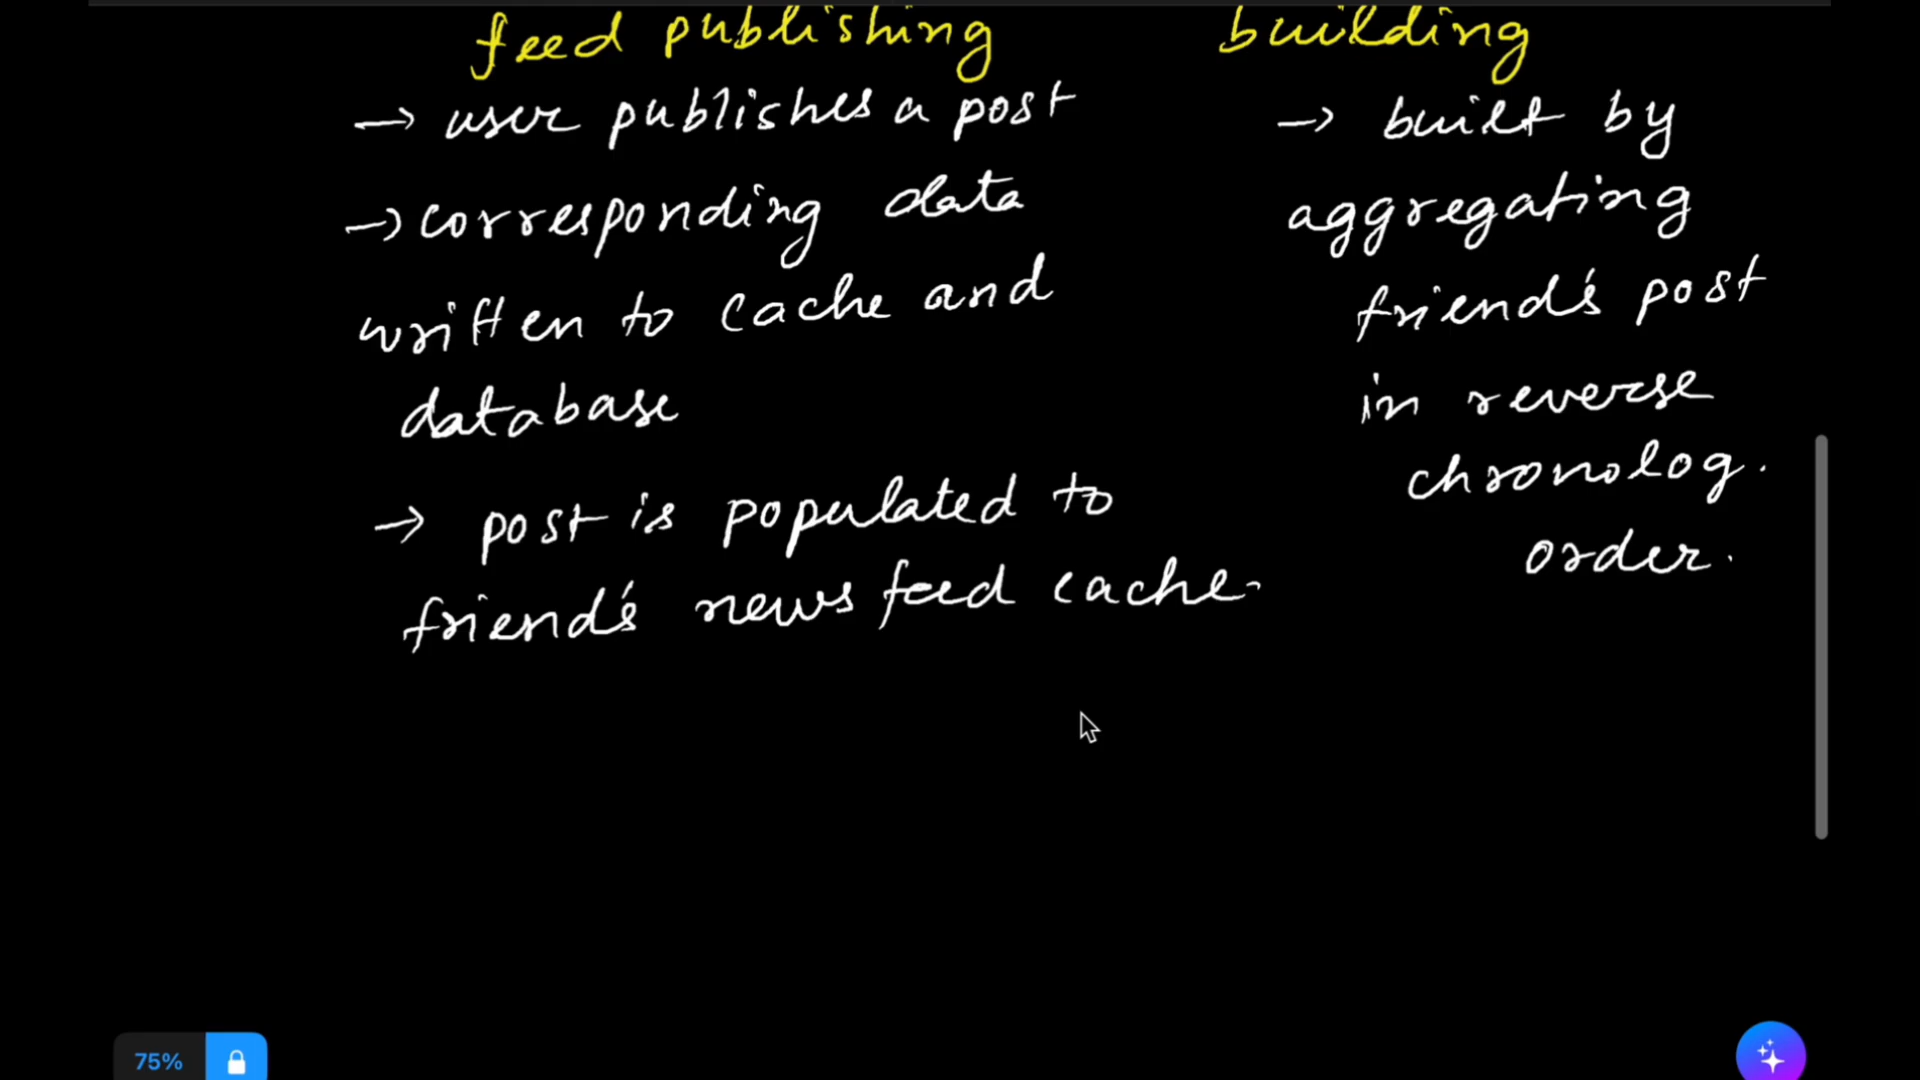 feed publishing
→ user publishes a post
→ corresponding data
written to cache and
database
→ post is populated to
friend's news feed cache.
building
→ built by
aggregating
friend's post
in reverse
chronolog.
order.
75%